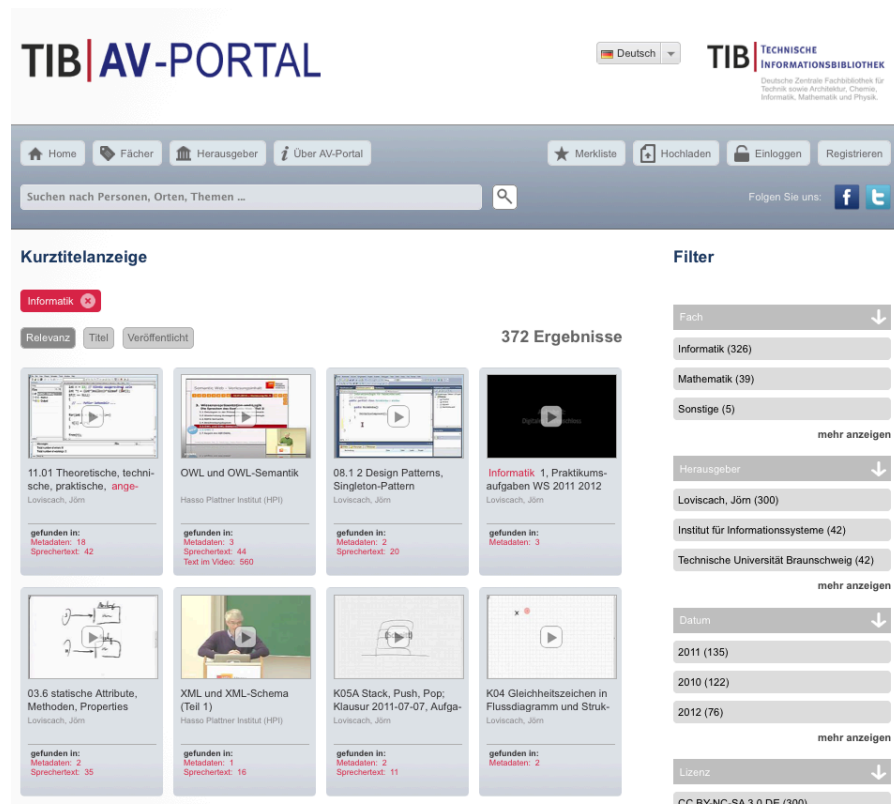 TIB AV-PORTAL
Deutsch
TIB TECHNISCHE
INFORMATIONSBIBLIOTHEK
Deutsche Zentrale Fachbibliothek für
Technik sowie Architektur, Chemie,
Informatik, Mathematik und Physik.
Home Fächer Herausgeber Über AV-Portal Merkliste Hochladen Einloggen Registrieren
Suchen nach Personen, Orten, Themen ...
Folgen Sie uns:
Kurztitelanzeige
Informatik
Relevanz Titel Veröffentlicht
372 Ergebnisse
11.01 Theoretische, techni-
sche, praktische, ange-
Loviscach, Jörn
gefunden in:
Metadaten: 18
Sprechertext: 42
OWL und OWL-Semantik
Hasso Plattner Institut (HPI)
gefunden in:
Metadaten: 3
Sprechertext: 44
Text im Video: 560
08.1 2 Design Patterns,
Singleton-Pattern
Loviscach, Jörn
gefunden in:
Metadaten: 2
Sprechertext: 20
Informatik 1, Praktikums-
aufgaben WS 2011 2012
Loviscach, Jörn
gefunden in:
Metadaten: 3
03.6 statische Attribute,
Methoden, Properties
Loviscach, Jörn
gefunden in:
Metadaten: 2
Sprechertext: 35
XML und XML-Schema
(Teil 1)
Hasso Plattner Institut (HPI)
gefunden in:
Metadaten: 1
Sprechertext: 16
K05A Stack, Push, Pop;
Klausur 2011-07-07, Aufga-
Loviscach, Jörn
gefunden in:
Metadaten: 2
Sprechertext: 11
K04 Gleichheitszeichen in
Flussdiagramm und Struk-
Loviscach, Jörn
gefunden in:
Metadaten: 2
Filter
Fach
Informatik (326)
Mathematik (39)
Sonstige (5)
mehr anzeigen
Herausgeber
Loviscach, Jörn (300)
Institut für Informationssysteme (42)
Technische Universität Braunschweig (42)
mehr anzeigen
Datum
2011 (135)
2010 (122)
2012 (76)
mehr anzeigen
Lizenz
CC BY-NC-SA 3.0 DE (300)